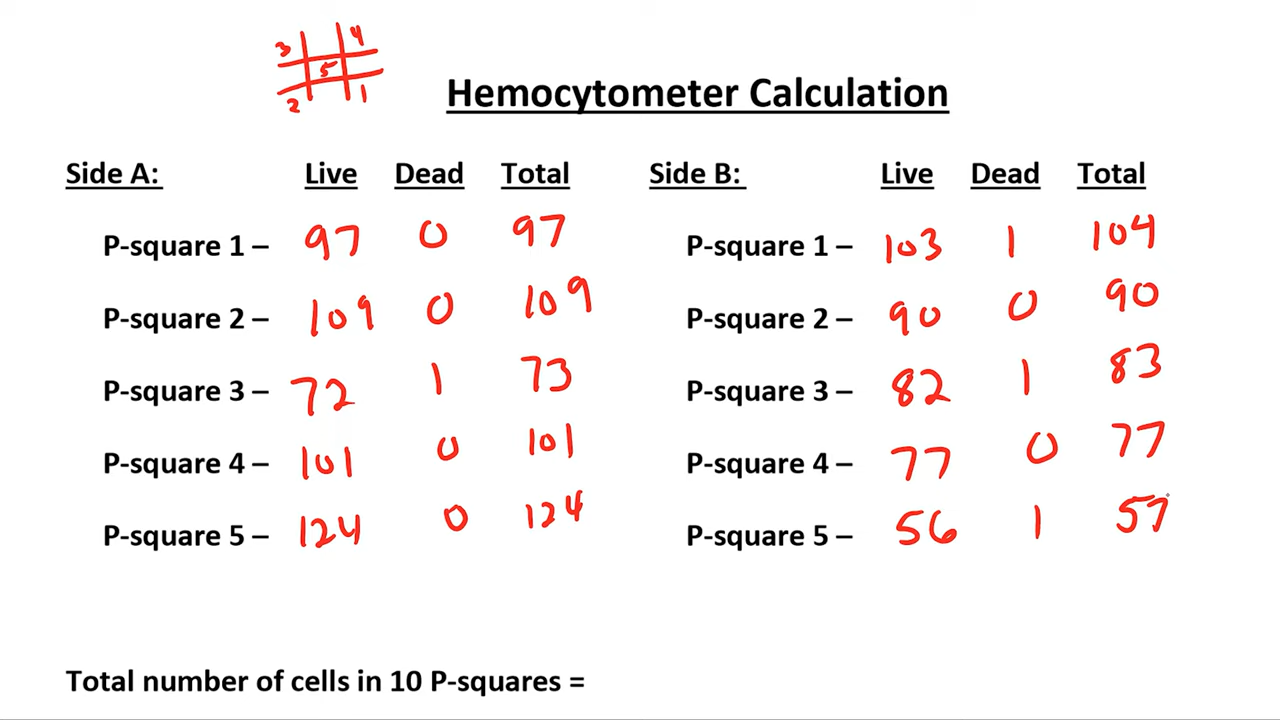 3 4
5
2 1
Hemocytometer Calculation
Side A: Live Dead Total
P-square 1 – 97 0 97
P-square 2 – 109 0 109
P-square 3 – 72 1 73
P-square 4 – 101 0 101
P-square 5 – 124 0 124
Side B: Live Dead Total
P-square 1 – 103 1 104
P-square 2 – 90 0 90
P-square 3 – 82 1 83
P-square 4 – 77 0 77
P-square 5 – 56 1 57
Total number of cells in 10 P-squares =